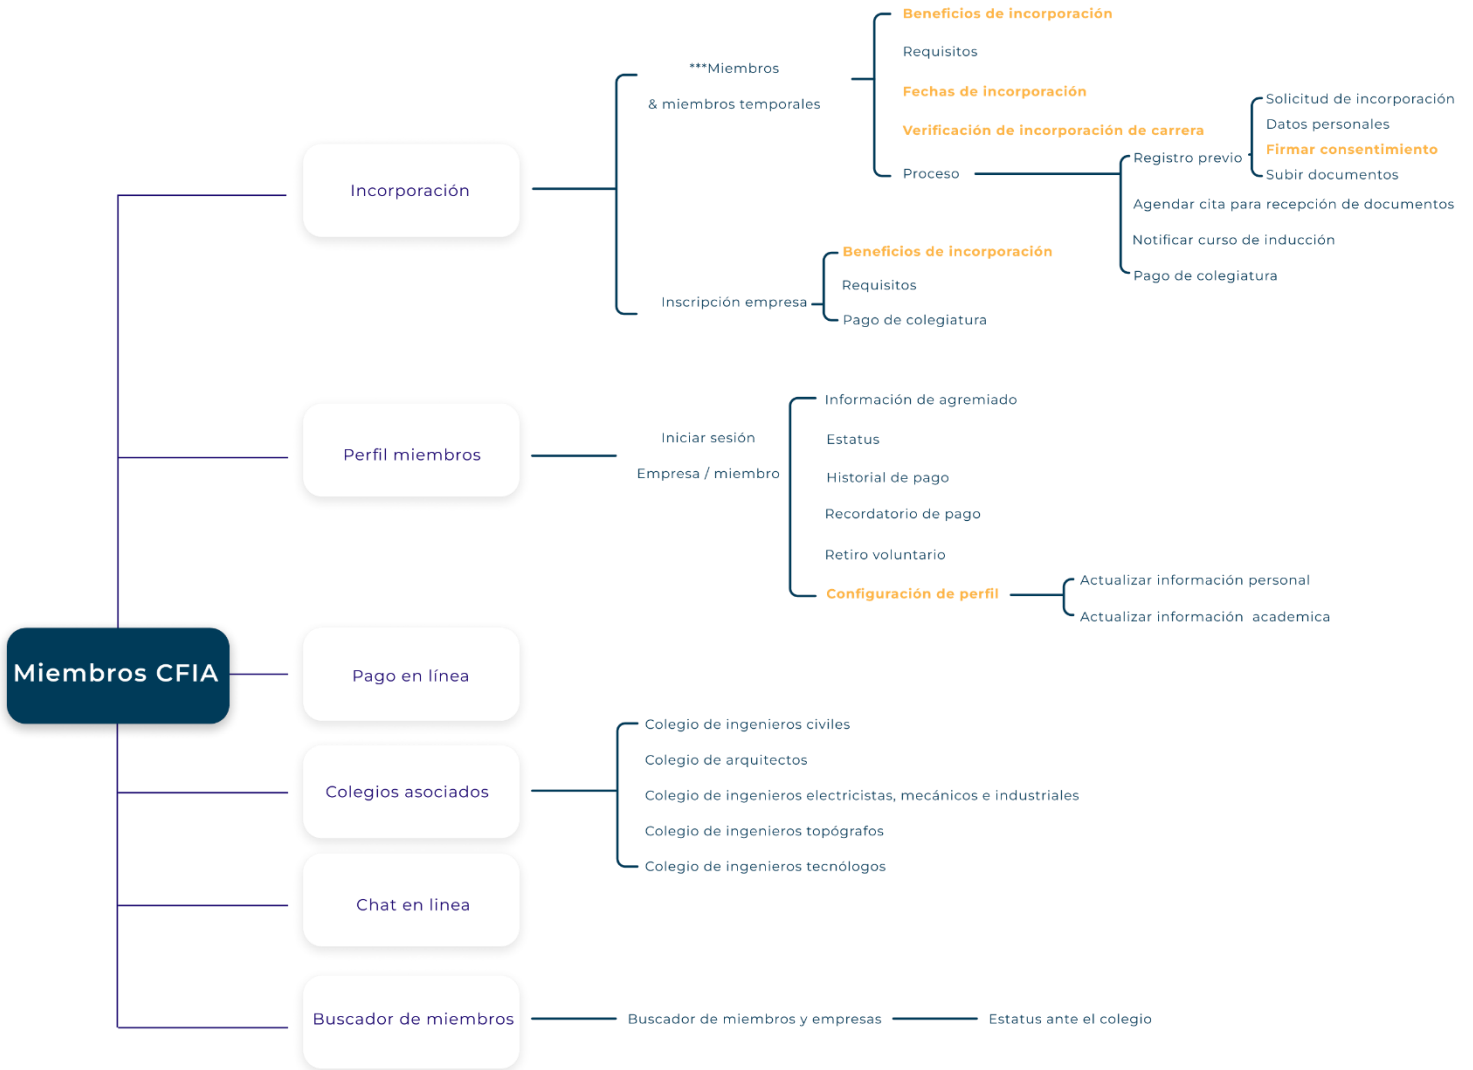 Miembros CFIA
Incorporación
***Miembros
& miembros temporales
Beneficios de incorporación
Requisitos
Fechas de incorporación
Verificación de incorporación de carrera
Proceso
Registro previo
Solicitud de incorporación
Datos personales
Firmar consentimiento
Subir documentos
Agendar cita para recepción de documentos
Notificar curso de inducción
Pago de colegiatura
Inscripción empresa
Beneficios de incorporación
Requisitos
Pago de colegiatura
Perfil miembros
Iniciar sesión
Empresa / miembro
Información de agremiado
Estatus
Historial de pago
Recordatorio de pago
Retiro voluntario
Configuración de perfil
Actualizar información personal
Actualizar información academica
Pago en línea
Colegios asociados
Colegio de ingenieros civiles
Colegio de arquitectos
Colegio de ingenieros electricistas, mecánicos e industriales
Colegio de ingenieros topógrafos
Colegio de ingenieros tecnólogos
Chat en linea
Buscador de miembros
Buscador de miembros y empresas
Estatus ante el colegio